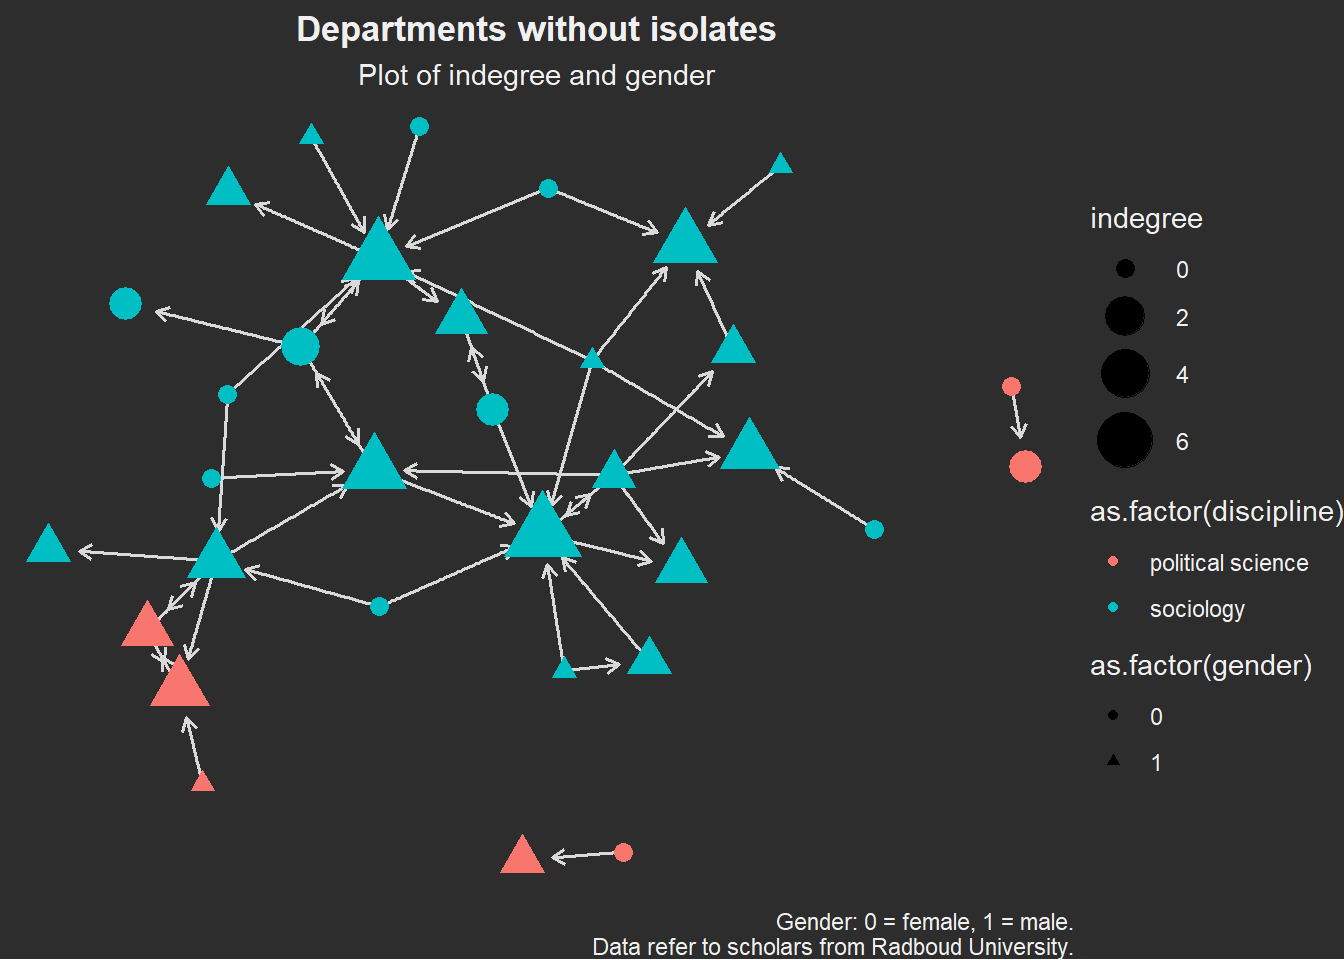 Departments without isolates
Plot of indegree and gender
indegree
0
2
4
6
as.factor(discipline)
political science
sociology
as.factor(gender)
0
1
Gender: 0 = female, 1 = male.
Data refer to scholars from Radboud University.